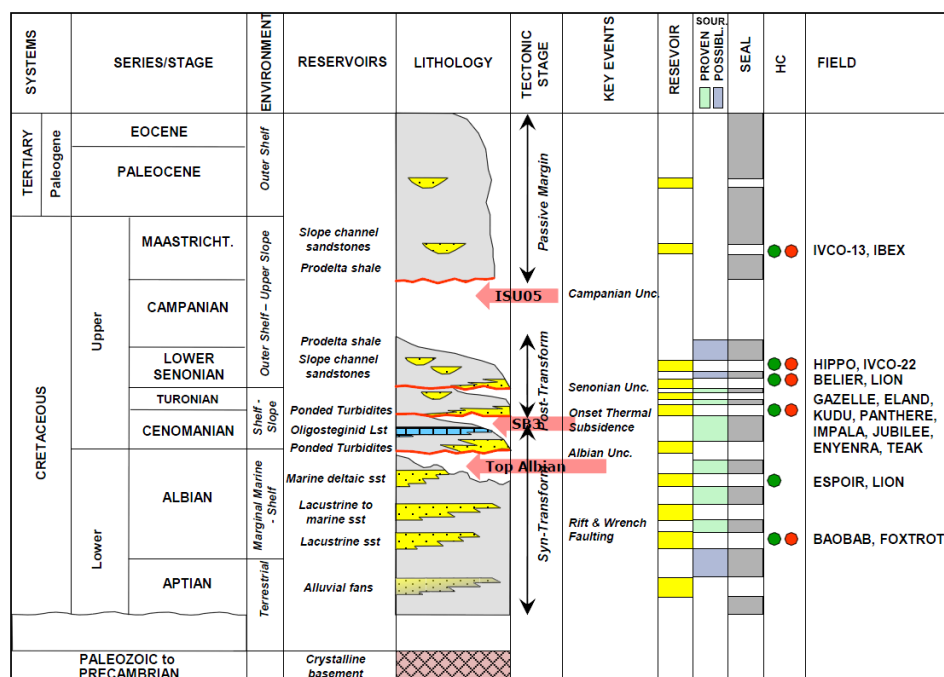 SYSTEMS
SERIES/STAGE
ENVIRONMENT
RESERVOIRS
LITHOLOGY
TECTONIC
STAGE
KEY EVENTS
RESEVOIR
SOUR.
PROVEN
POSSIBL.
SEAL
HC
FIELD
TERTIARY
Paleogene
EOCENE
PALEOCENE
Outer Shelf
Passive Margin
CRETACEOUS
Upper
MAASTRICHT.
Outer Shelf – Upper Slope
Slope channel
sandstones
Prodelta shale
IVCO-13, IBEX
ISU05
Campanian Unc.
CAMPANIAN
Prodelta shale
LOWER
SENONIAN
Slope channel
sandstones
Post-Transform
HIPPO, IVCO-22
Senonian Unc.
BELIER, LION
TURONIAN
Shelf -
Slope
Ponded Turbidites
Onset Thermal
Subsidence
GAZELLE, ELAND,
KUDU, PANTHERE,
IMPALA, JUBILEE,
ENYENRA, TEAK
CENOMANIAN
Oligosteginid Lst
SB3
Ponded Turbidites
Albian Unc.
Top Albian
Lower
ALBIAN
Marginal Marine
- Shelf
Marine deltaic sst
ESPOIR, LION
Lacustrine to
marine sst
Syn-Transform
Rift & Wrench
Faulting
Lacustrine sst
BAOBAB, FOXTROT
APTIAN
Terrestrial
Alluvial fans
PALEOZOIC to
PRECAMBRIAN
Crystalline
basement